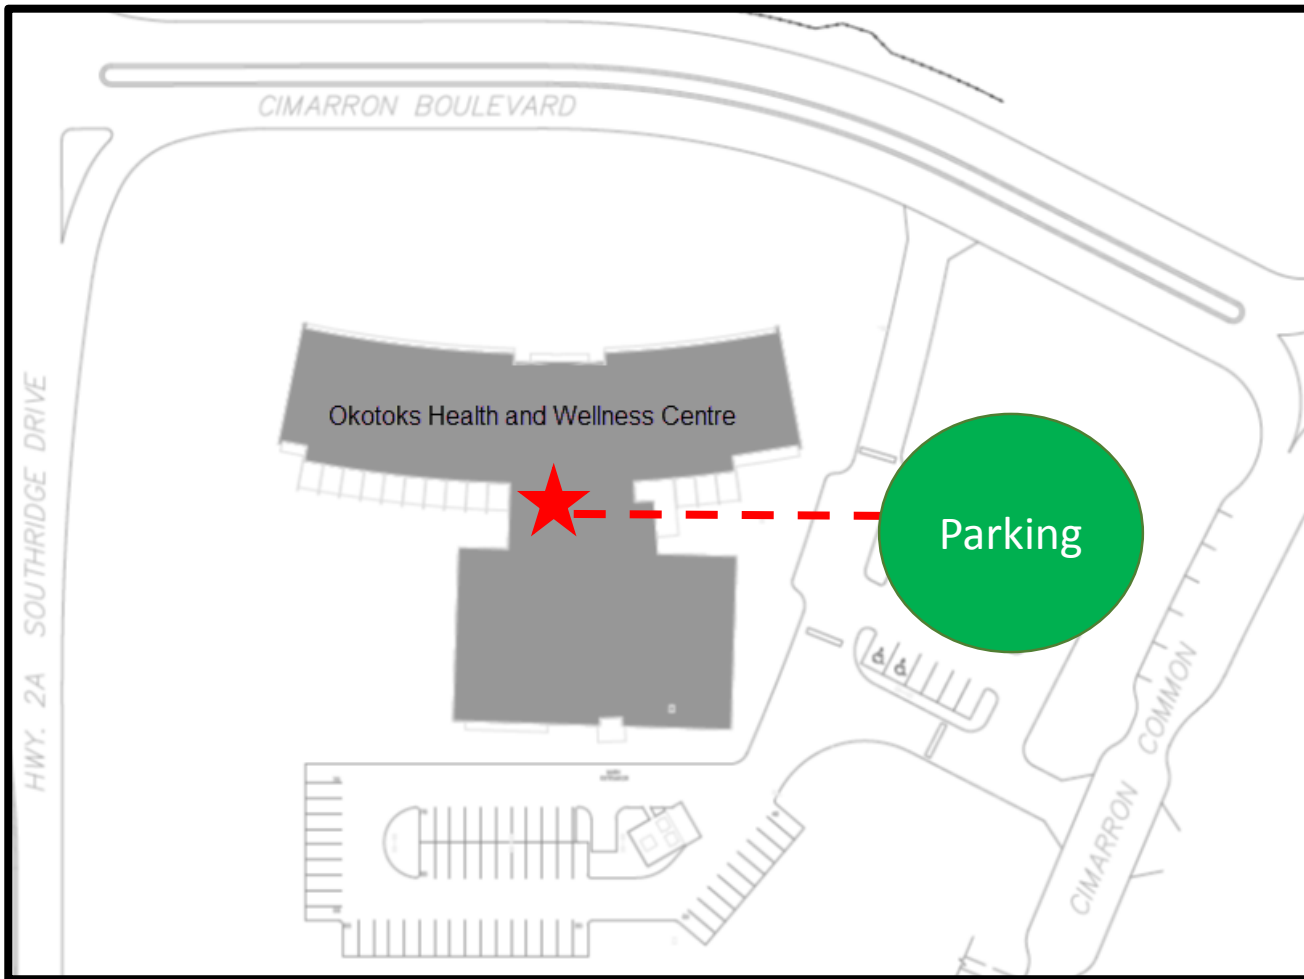 CIMARRON BOULEVARD
HWY. 2A SOUTHRIDGE DRIVE
Okotoks Health and Wellness Centre
Parking
CIMARRON COMMON